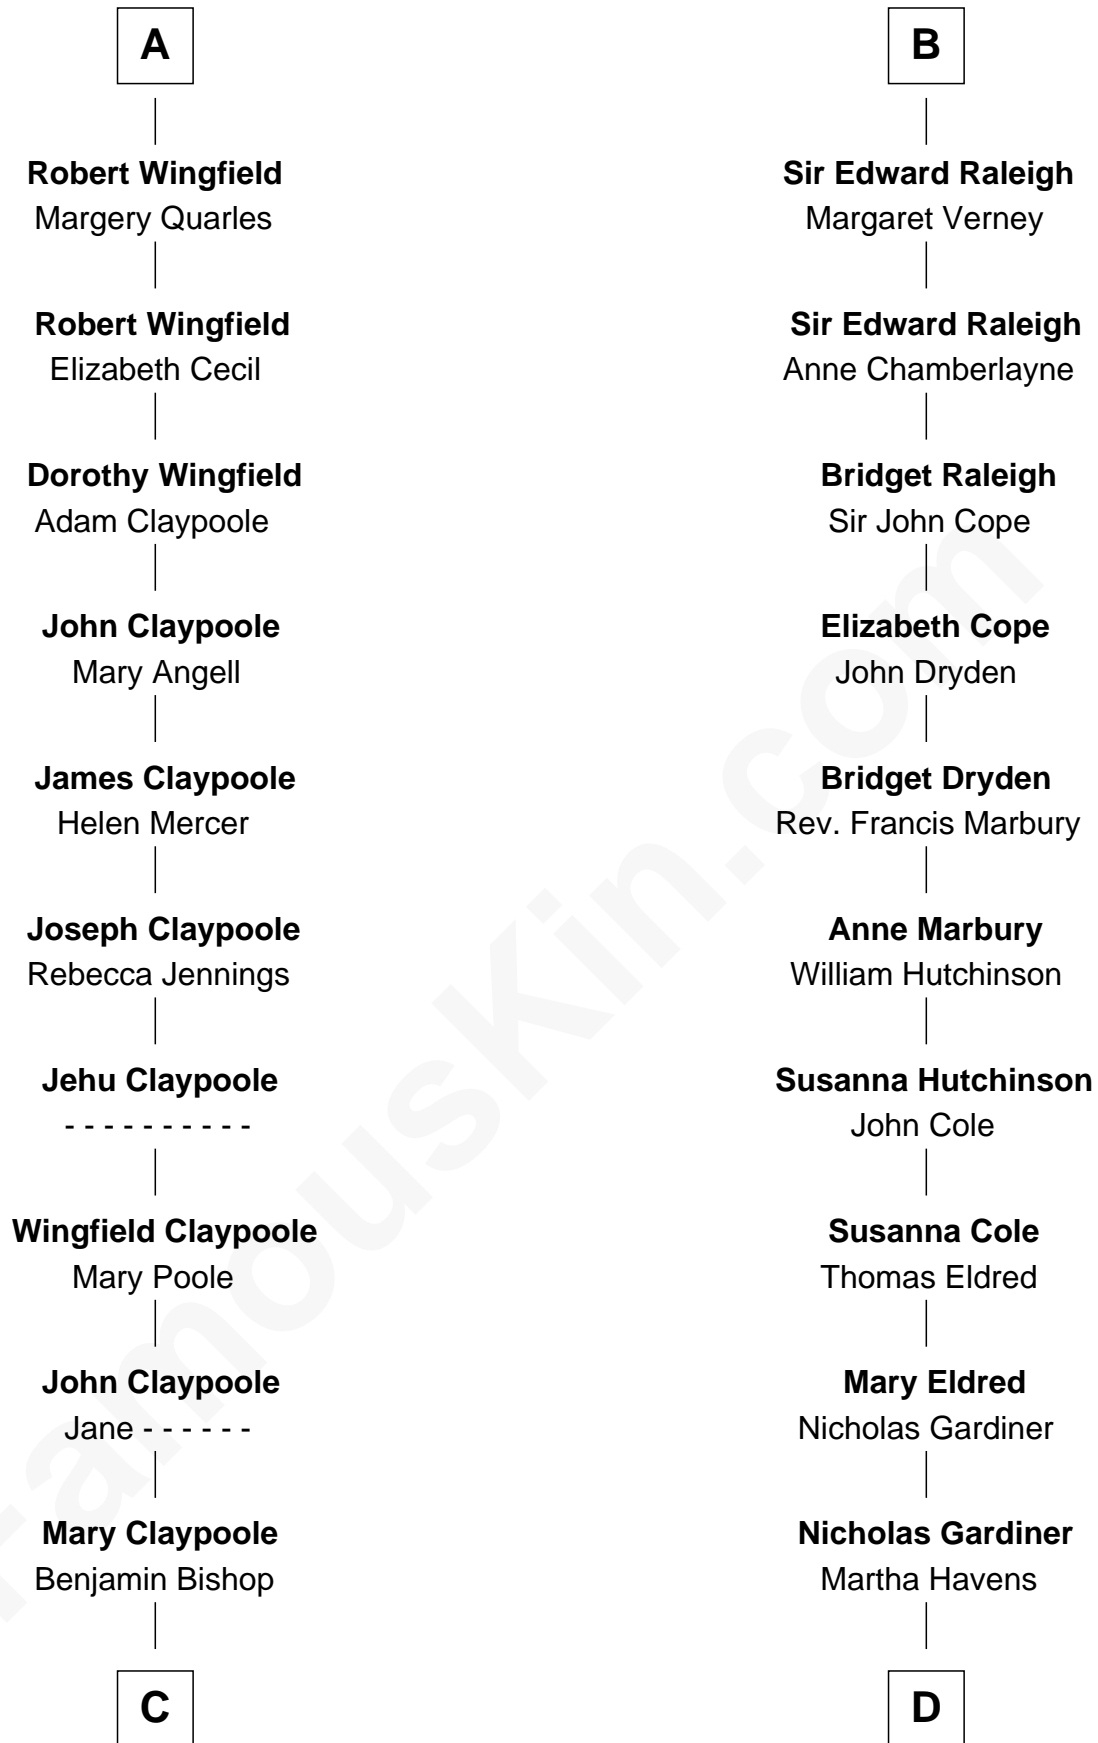 A
Robert Wingfield
Margery Quarles
Robert Wingfield
Elizabeth Cecil
Dorothy Wingfield
Adam Claypoole
John Claypoole
Mary Angell
James Claypoole
Helen Mercer
Joseph Claypoole
Rebecca Jennings
Jehu Claypoole
- - - - - - - - - -
Wingfield Claypoole
Mary Poole
John Claypoole
Jane - - - - - -
Mary Claypoole
Benjamin Bishop
C
B
Sir Edward Raleigh
Margaret Verney
Sir Edward Raleigh
Anne Chamberlayne
Bridget Raleigh
Sir John Cope
Elizabeth Cope
John Dryden
Bridget Dryden
Rev. Francis Marbury
Anne Marbury
William Hutchinson
Susanna Hutchinson
John Cole
Susanna Cole
Thomas Eldred
Mary Eldred
Nicholas Gardiner
Nicholas Gardiner
Martha Havens
D
FamousKin.com